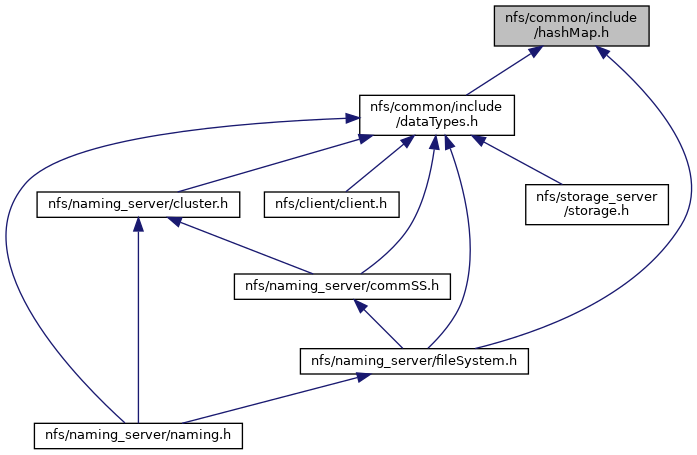 nfs/common/include
/hashMap.h
nfs/common/include
/dataTypes.h
nfs/naming_server/cluster.h
nfs/client/client.h
nfs/storage_server
/storage.h
nfs/naming_server/commSS.h
nfs/naming_server/fileSystem.h
nfs/naming_server/naming.h